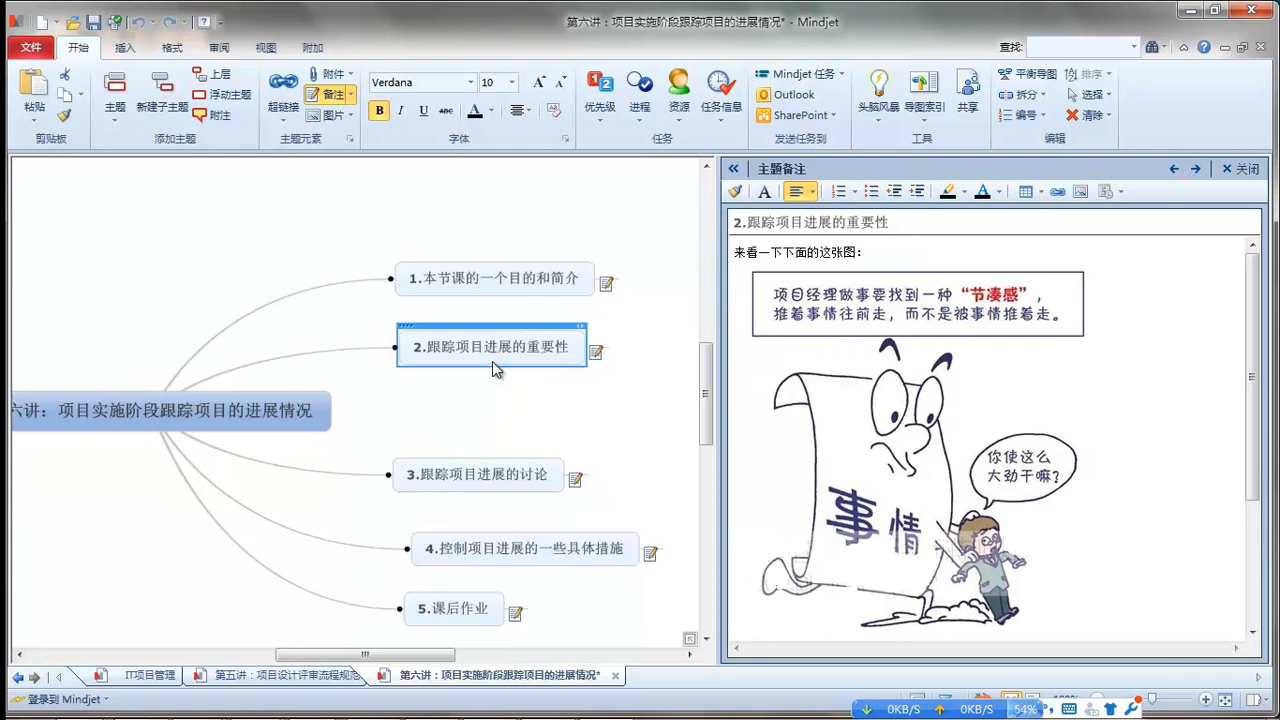 第六讲：项目实施阶段跟踪项目的进展情况* - Mindjet
文件 开始 插入 格式 审阅 视图 附加 查找:
粘贴 剪贴板
主题 新建子主题 上层 浮动主题 附注 添加主题
超链接 附件 备注 图片 主题元素
Verdana 10
B I U abc A 字体
优先级 进程 资源 任务信息 任务
Mindjet 任务
Outlook
SharePoint
发送任务到
头脑风暴 导图索引 共享 工具
平衡导图 排序
拆分 选择
编号 清除
编辑
六讲：项目实施阶段跟踪项目的进展情况
1.本节课的一个目的和简介
2.跟踪项目进展的重要性
3.跟踪项目进展的讨论
4.控制项目进展的一些具体措施
5.课后作业
主题备注 关闭
2.跟踪项目进展的重要性
来看一下下面的这张图：
项目经理做事要找到一种“节凑感”，
推着事情往前走，而不是被事情推着走。
你使这么
大劲干嘛？
事情
IT项目管理 第五讲：项目设计评审流程规范 第六讲：项目实施阶段跟踪项目的进展情况*
登录到 Mindjet
0KB/S 0KB/S 54%